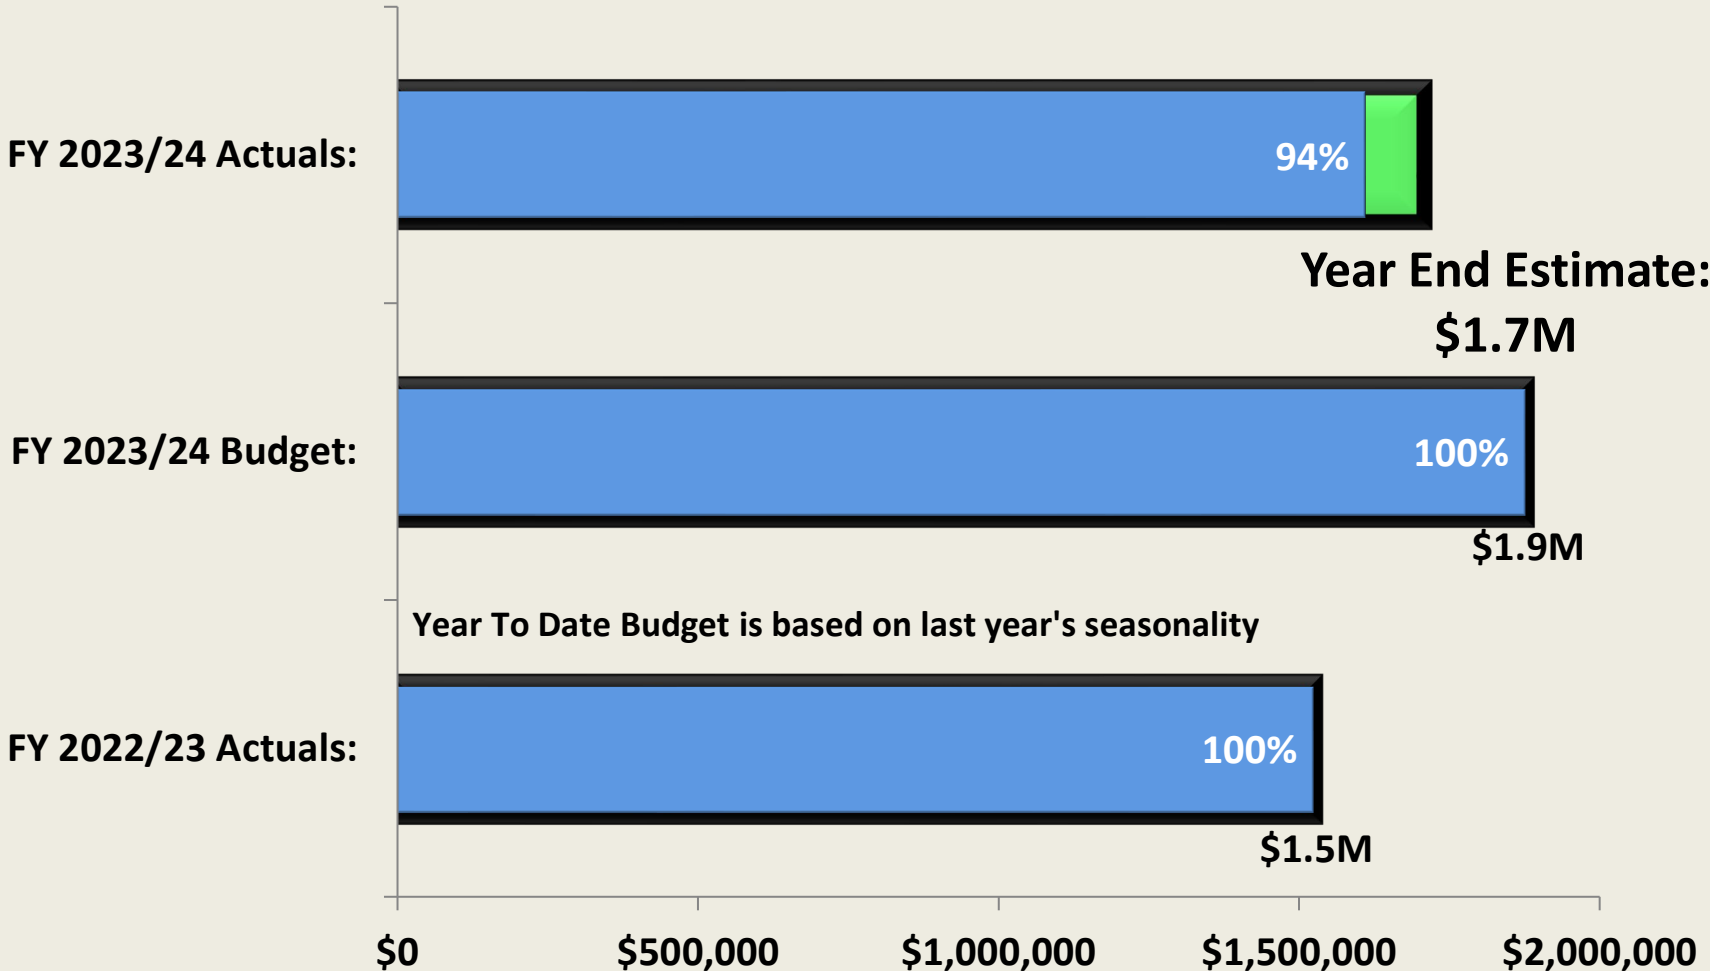 FY 2023/24 Actuals:
94%
Year End Estimate:
$1.7M
FY 2023/24 Budget:
100%
$1.9M
Year To Date Budget is based on last year's seasonality
FY 2022/23 Actuals:
100%
$1.5M
$0 $500,000 $1,000,000 $1,500,000 $2,000,000